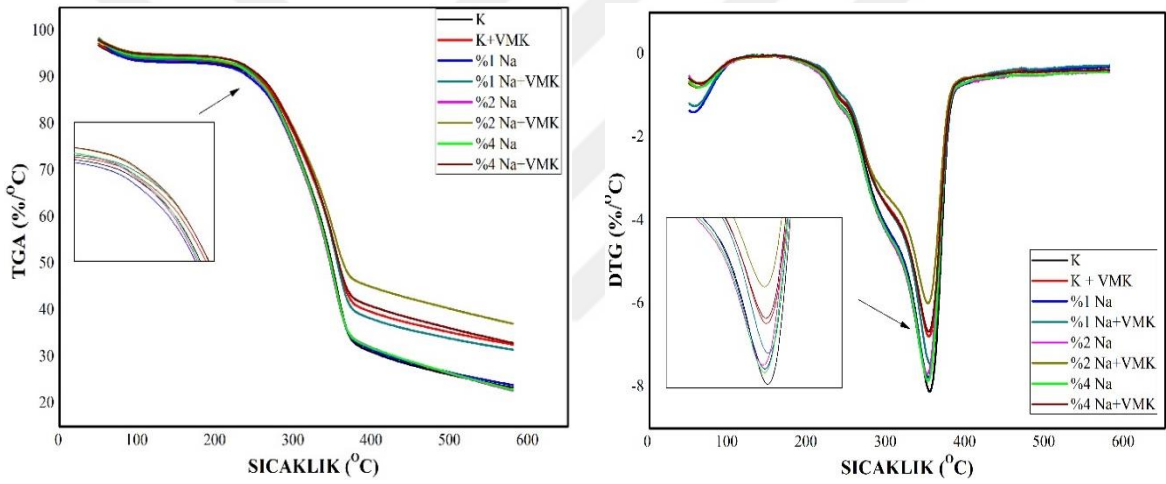 100
90
80
70
60
50
40
30
20
TGA (%/°C)
K
K+VMK
%1 Na
%1 Na+VMK
%2 Na
%2 Na+VMK
%4 Na
%4 Na+VMK
0 100 200 300 400 500 600
SICAKLIK (°C)
0
-2
-4
-6
-8
DTG (%/°C)
K
K + VMK
%1 Na
%1 Na+VMK
%2 Na
%2 Na+VMK
%4 Na
%4 Na+VMK
0 100 200 300 400 500 600
SICAKLIK (°C)